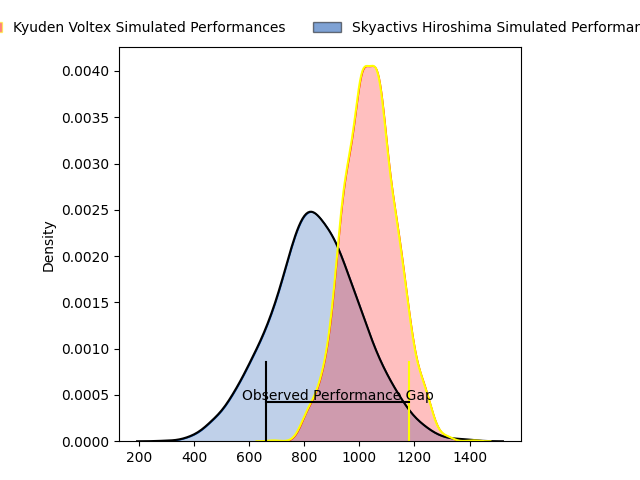 Kyuden Voltex Simulated Performances
Skyactivs Hiroshima Simulated
0.0040
0.0035
0.0030
0.0025
0.0020
0.0015
0.0010
0.0005
0.0000
Density
Observed Performance Gap
200 400 600 800 1000 1200 1400